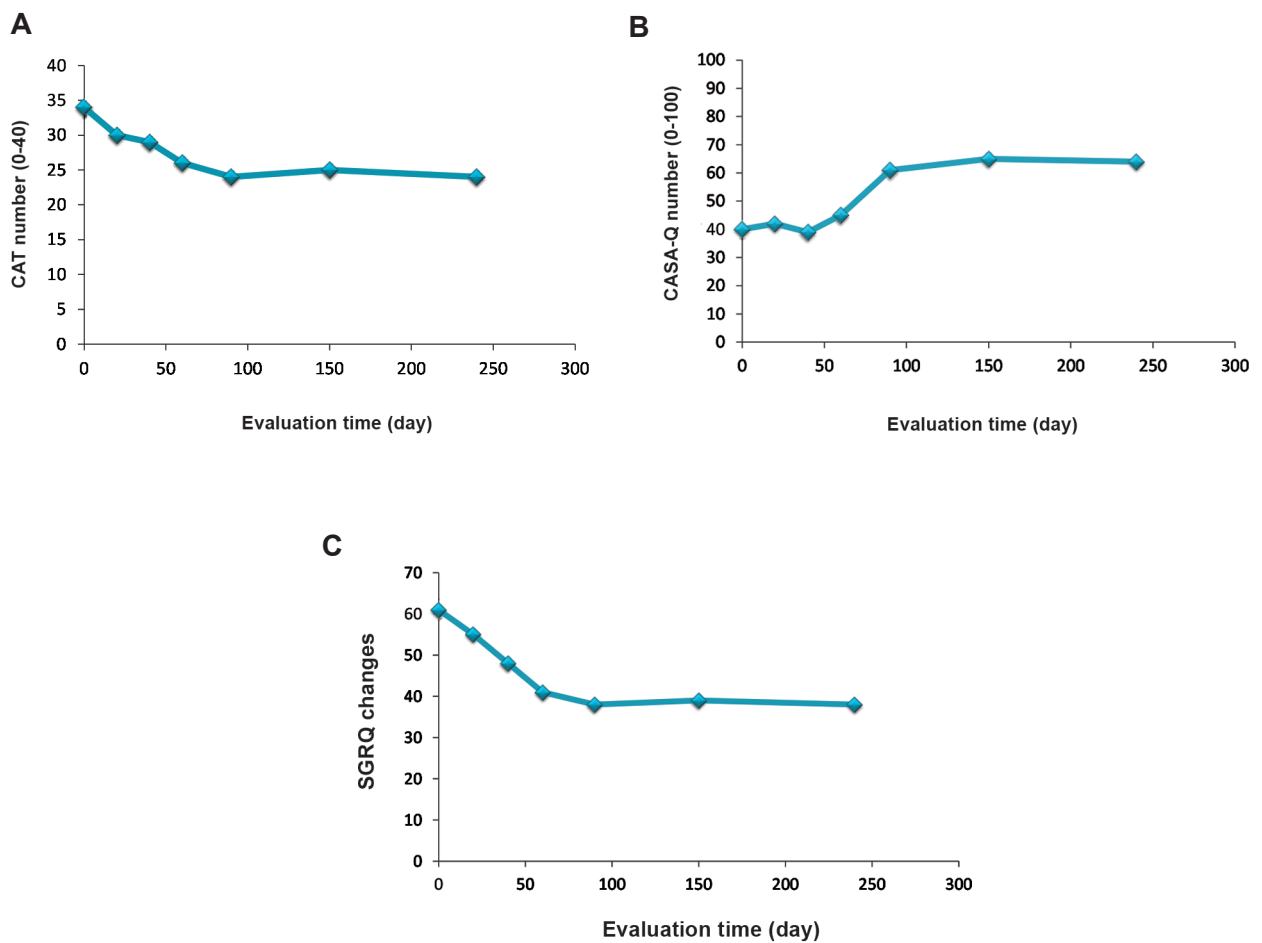 A
CAT number (0-40)
40
35
30
25
20
15
10
5
0
0 50 100 150 200 250 300
Evaluation time (day)
B
CASA-Q number (0-100)
100
90
80
70
60
50
40
30
20
10
0
0 50 100 150 200 250 300
Evaluation time (day)
C
SGRQ changes
70
60
50
40
30
20
10
0
0 50 100 150 200 250 300
Evaluation time (day)